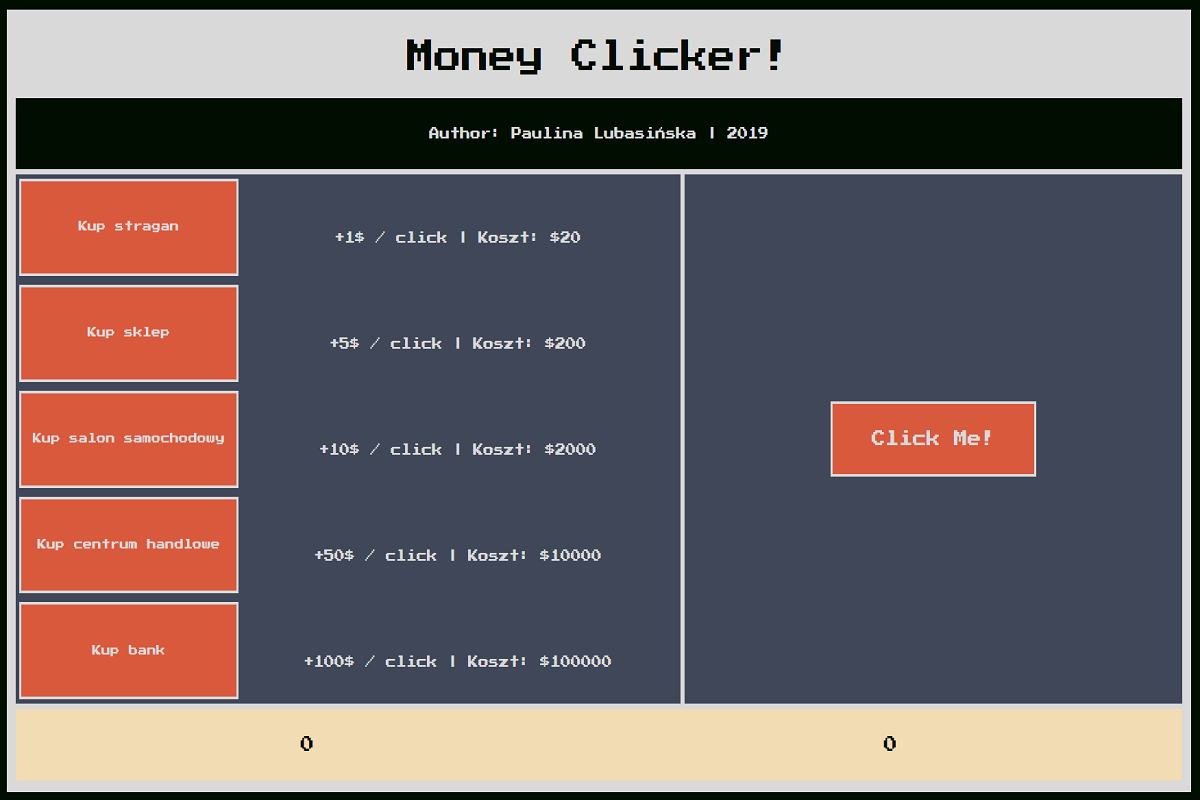 Money Clicker!
Author: Paulina Lubasińska | 2019
Kup stragan
+1$ / click | Koszt: $20
Kup sklep
+5$ / click | Koszt: $200
Kup salon samochodowy
+10$ / click | Koszt: $2000
Kup centrum handlowe
+50$ / click | Koszt: $10000
Kup bank
+100$ / click | Koszt: $100000
Click Me!
0
0